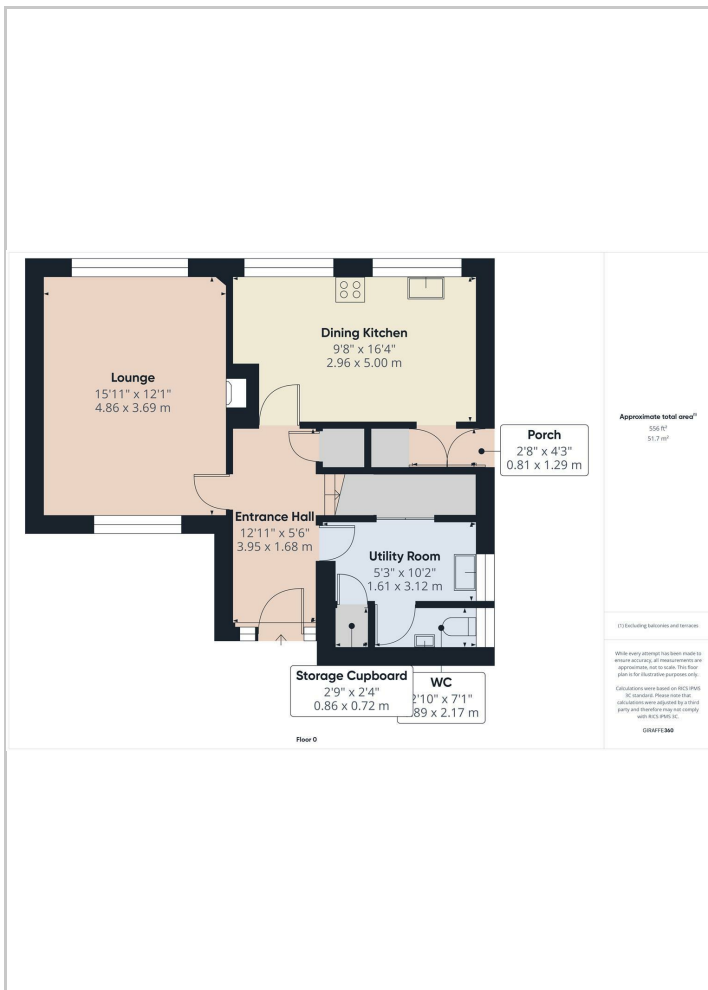 Dining Kitchen
9'8" x 16'4"
2.96 x 5.00 m
Lounge
15'11" x 12'1"
4.86 x 3.69 m
Porch
2'8" x 4'3"
0.81 x 1.29 m
Entrance Hall
12'11" x 5'6"
3.95 x 1.68 m
Utility Room
5'3" x 10'2"
1.61 x 3.12 m
Storage Cupboard
2'9" x 2'4"
0.86 x 0.72 m
WC
2'10" x 7'1"
.89 x 2.17 m
Floor 0
Approximate total area(1)
556 ft²
51.7 m²
(1) Excluding balconies and terraces
While every attempt has been made to
ensure accuracy, all measurements are
approximate, not to scale. This floor
plan is for illustrative purposes only.
Calculations were based on RICS IPMS
3C standard. Please note that
calculations were adjusted by a third
party and therefore may not comply
with RICS IPMS 3C.
GIRAFFE360